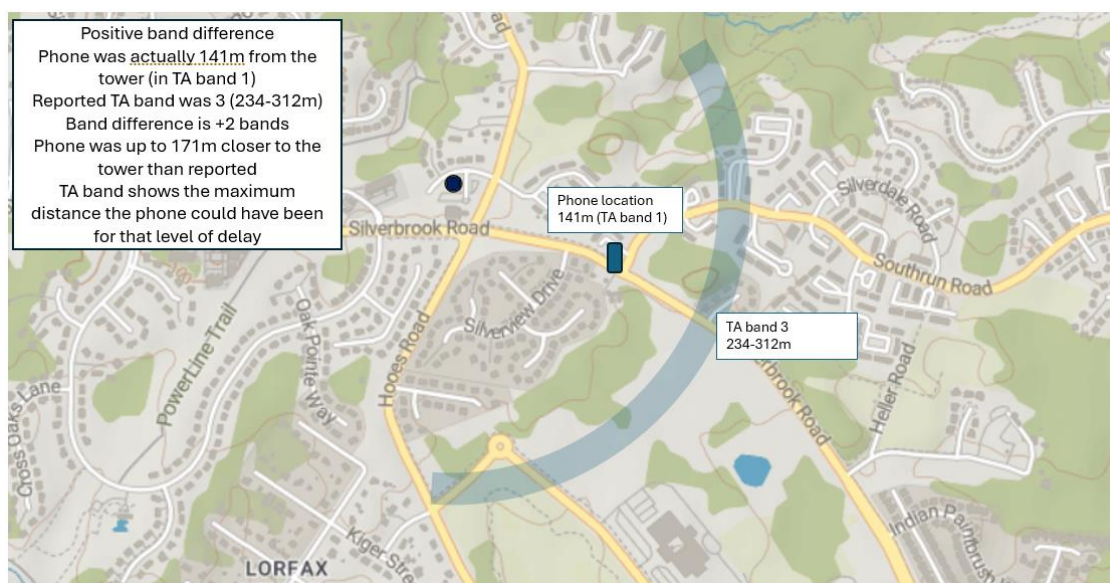 Positive band difference
Phone was actually 141m from the
tower (in TA band 1)
Reported TA band was 3 (234-312m)
Band difference is +2 bands
Phone was up to 171m closer to the
tower than reported
TA band shows the maximum
distance the phone could have been
for that level of delay
Phone location
141m (TA band 1)
Silverbrook Road
Silverdale Road
Southrun Road
Silverview Drive
TA band 3
234-312m
erbrook Road
Heller Road
Hooes Road
Oak Pointe Way
PowerLine Trail
Cross Oaks Lane
Kiger Stre
Indian Paintbrus
LORFAX